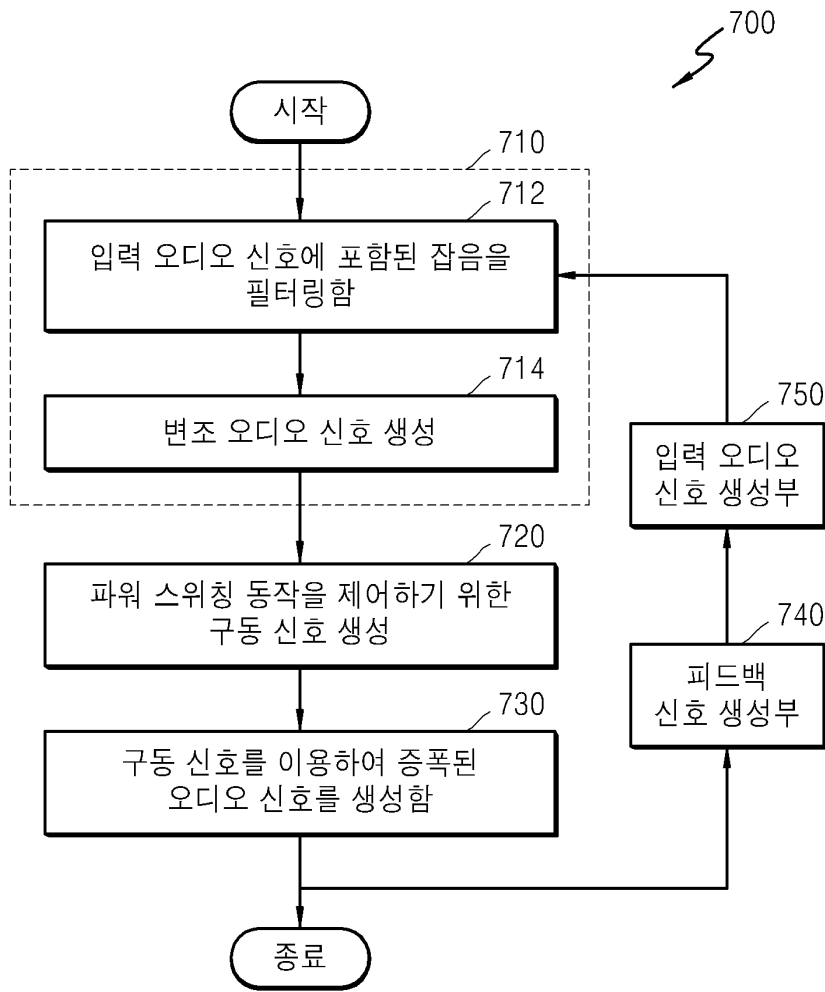 700
시작
710
712
입력 오디오 신호에 포함된 잡음을
필터링함
714
변조 오디오 신호 생성
750
입력 오디오
신호 생성부
720
파워 스위칭 동작을 제어하기 위한
구동 신호 생성
740
피드백
신호 생성부
730
구동 신호를 이용하여 증폭된
오디오 신호를 생성함
종료